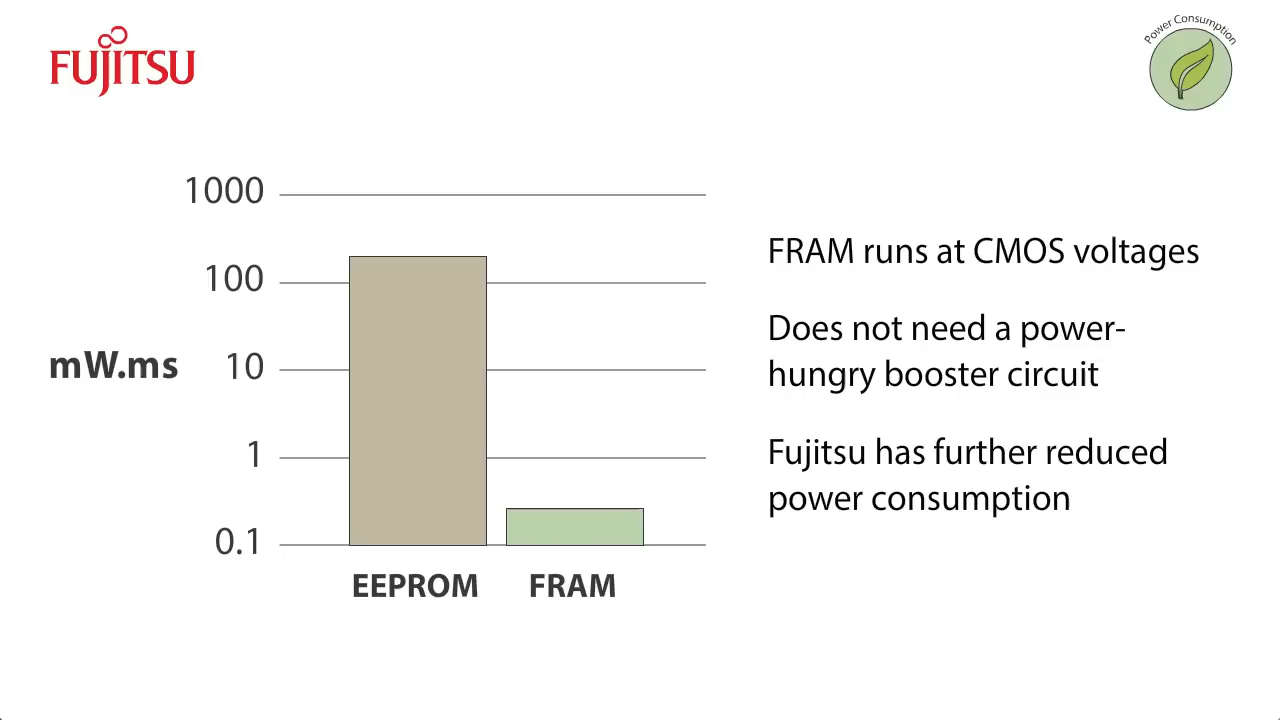 FUJITSU
Power Consumption
1000
100
mW.ms
10
1
0.1
EEPROM
FRAM
FRAM runs at CMOS voltages
Does not need a power-
hungry booster circuit
Fujitsu has further reduced
power consumption